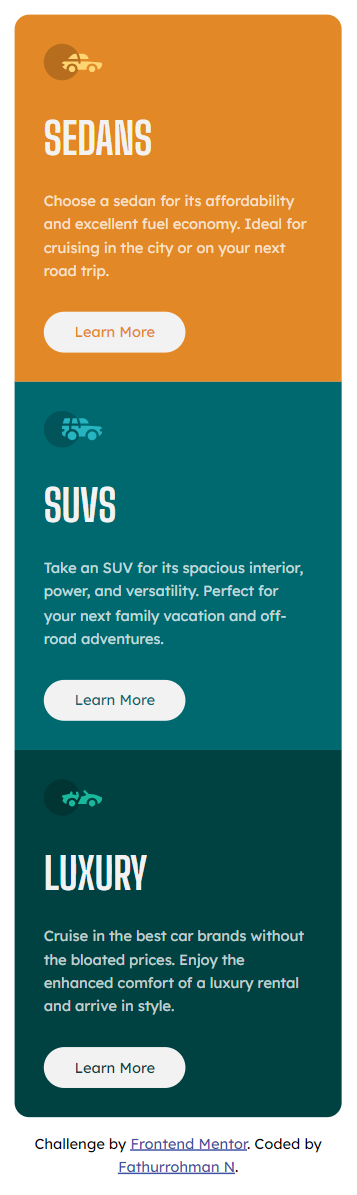 SEDANS
Choose a sedan for its affordability
and excellent fuel economy. Ideal for
cruising in the city or on your next
road trip.
Learn More
SUVS
Take an SUV for its spacious interior,
power, and versatility. Perfect for
your next family vacation and off-
road adventures.
Learn More
LUXURY
Cruise in the best car brands without
the bloated prices. Enjoy the
enhanced comfort of a luxury rental
and arrive in style.
Learn More
Challenge by Frontend Mentor. Coded by
Fathurrohman N.